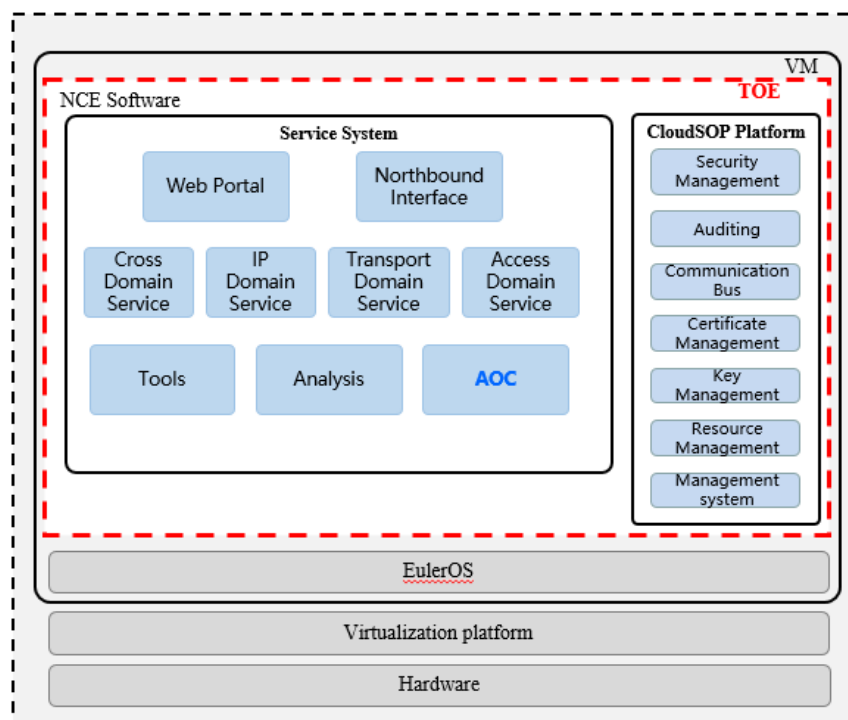 VM
TOE
NCE Software
Service System
Web Portal
Northbound
Interface
Cross
Domain
Service
IP
Domain
Service
Transport
Domain
Service
Access
Domain
Service
Tools
Analysis
AOC
CloudSOP Platform
Security
Management
Auditing
Communication
Bus
Certificate
Management
Key
Management
Resource
Management
Management
system
EulerOS
Virtualization platform
Hardware